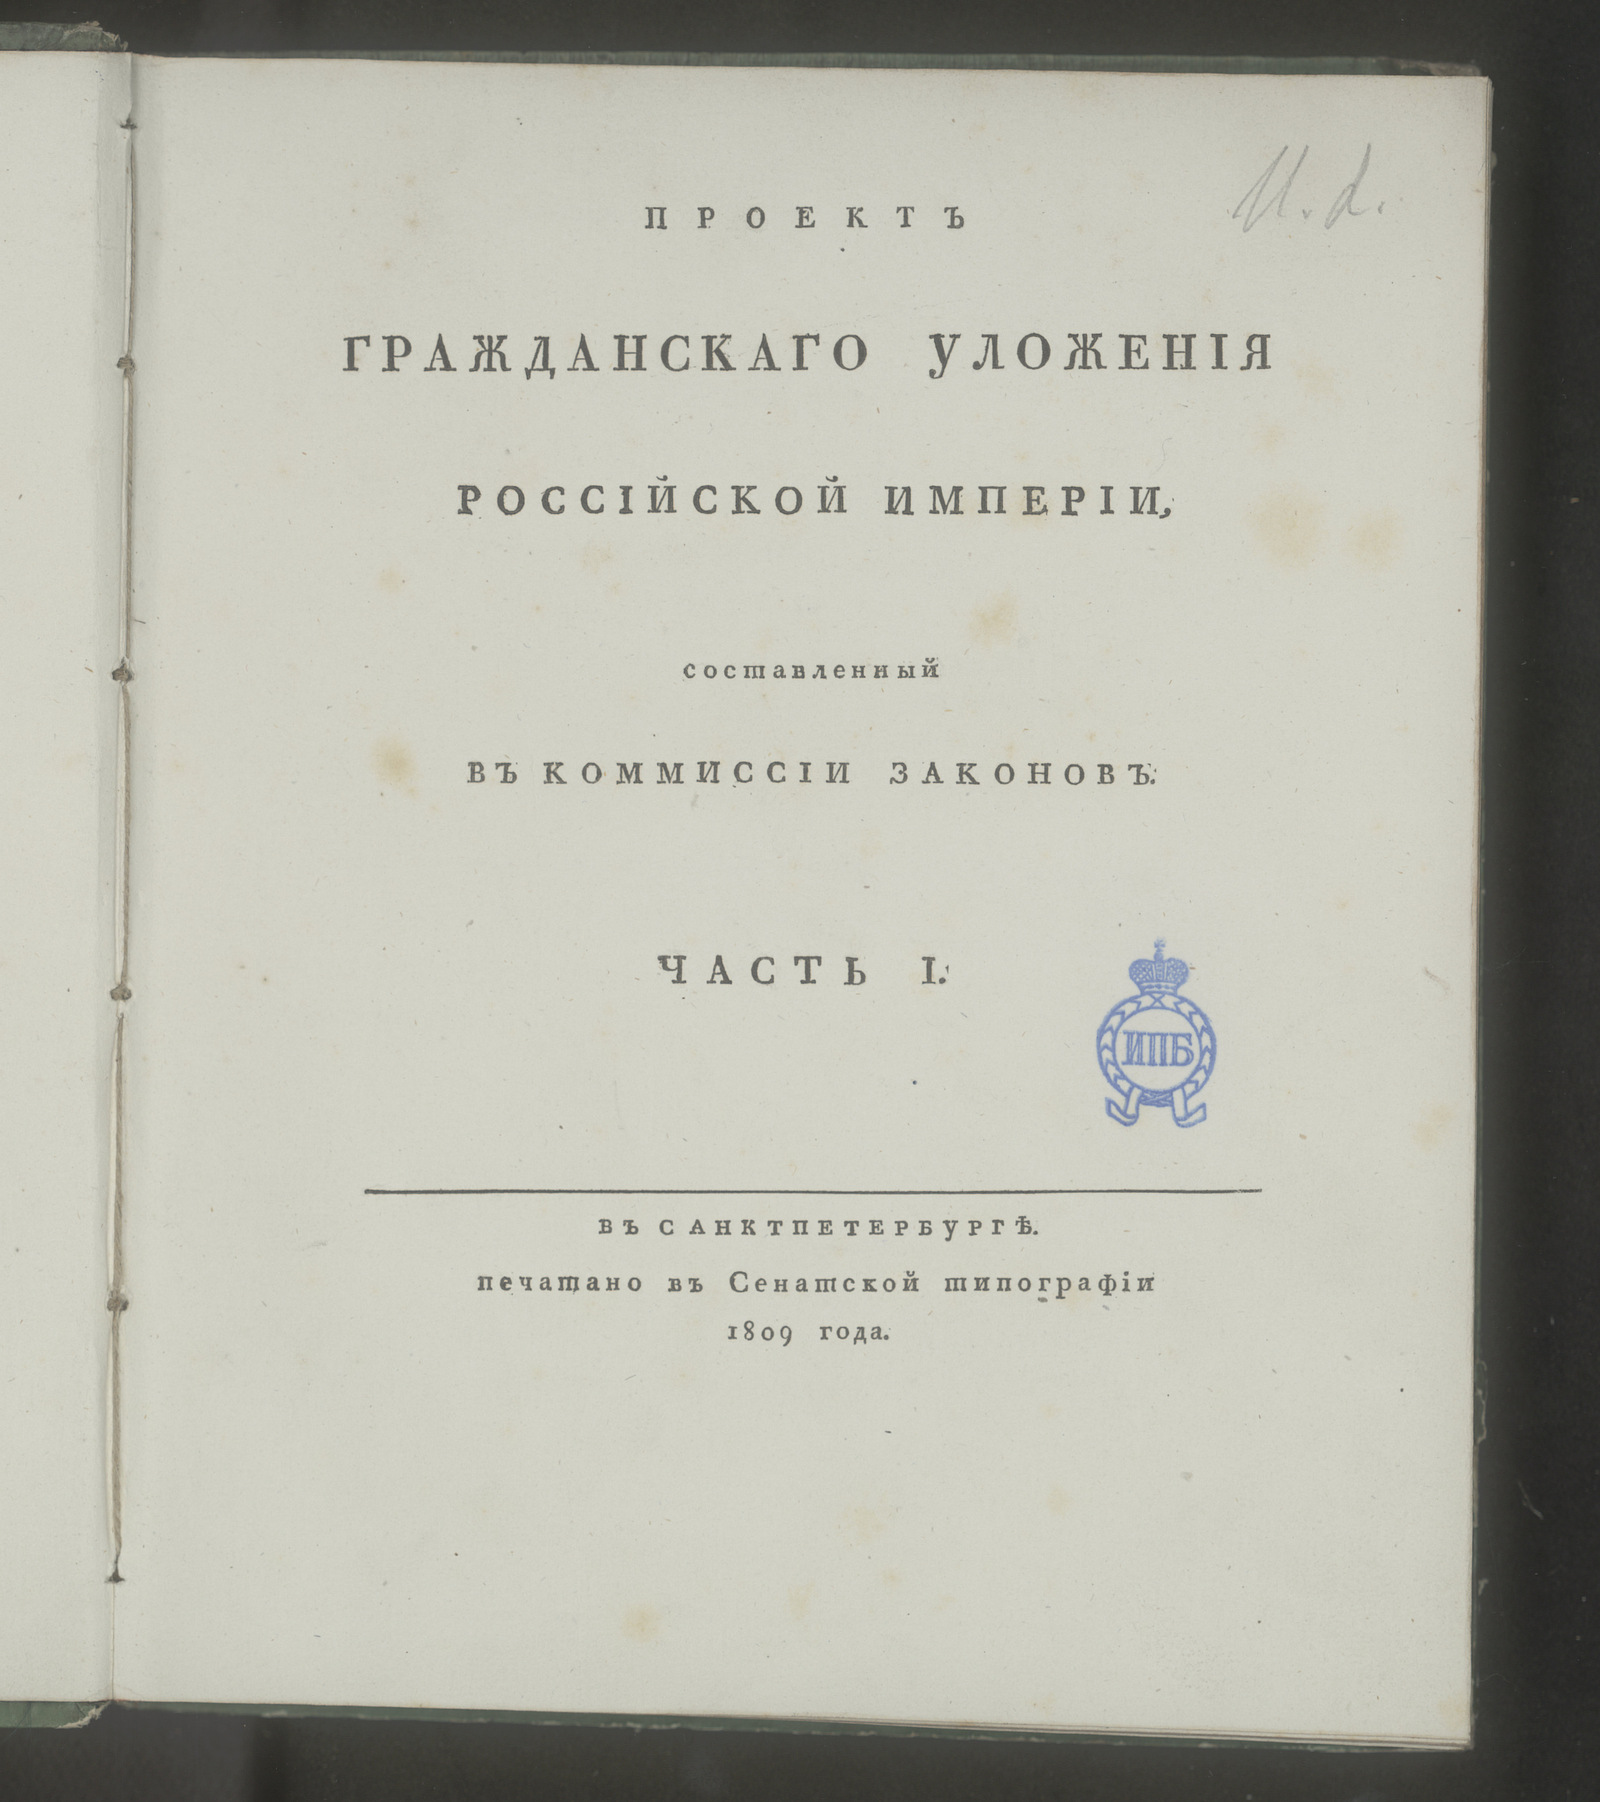 ПРОЕКТЪ
ГРАЖДАНСКАГО УЛОЖЕНІЯ
РОССІЙСКОЙ ИМПЕРІИ,
составленный
ВЪ КОММИССІИ ЗАКОНОВЪ.
ЧАСТЬ I.
ИПБ
ВЪ САНКТПЕТЕРБУРГѢ.
печатано въ Сенатской типографіи
1809 года.